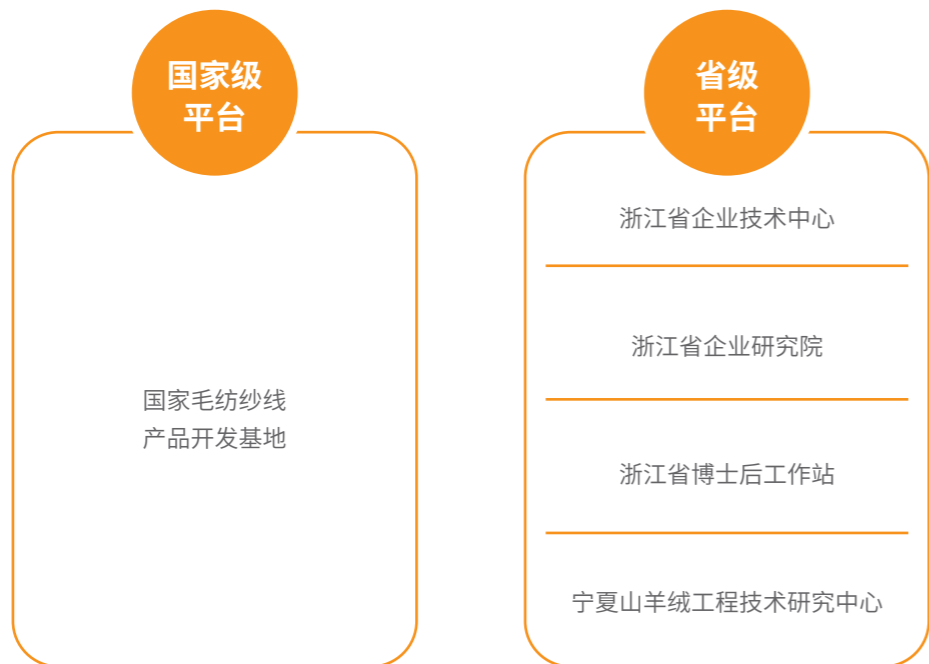 国家级
平台
国家毛纺纱线
产品开发基地
省级
平台
浙江省企业技术中心
浙江省企业研究院
浙江省博士后工作站
宁夏山羊绒工程技术研究中心